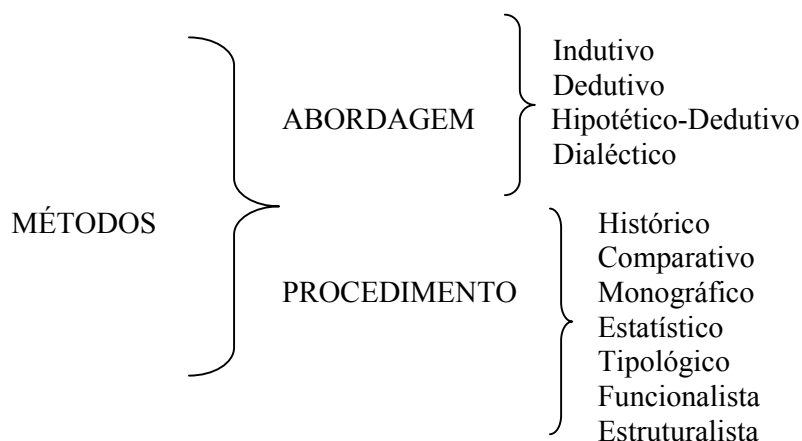 MÉTODOS
ABORDAGEM
Indutivo
Dedutivo
Hipotético-Dedutivo
Dialéctico
PROCEDIMENTO
Histórico
Comparativo
Monográfico
Estatístico
Tipológico
Funcionalista
Estruturalista